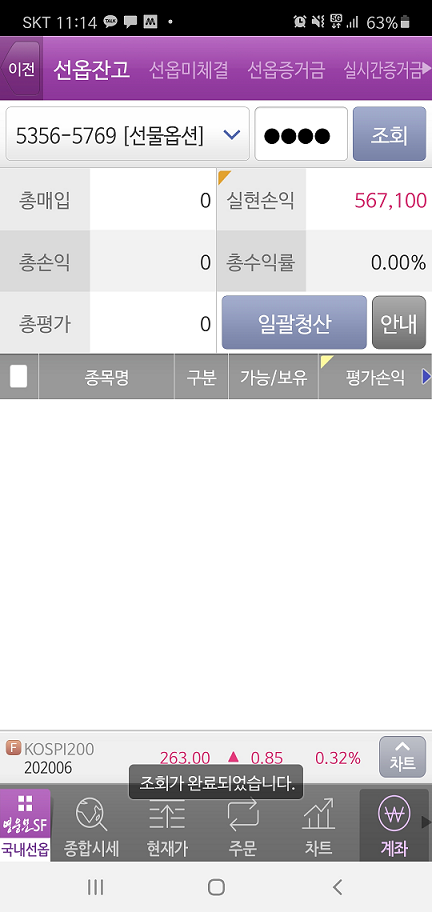 SKT 11:14 63%
이전 선옵잔고 선옵미체결 선옵증거금 실시간증거금
5356-5769 [선물옵션] 조회
총매입 0 실현손익 567,100
총손익 0 총수익률 0.00%
총평가 0 일괄청산 안내
종목명 구분 가능/보유 평가손익
F KOSPI200 263.00 ▲ 0.85 0.32% 차트
202006
조회가 완료되었습니다.
영웅문SF
국내선옵 종합시세 현재가 주문 차트 계좌